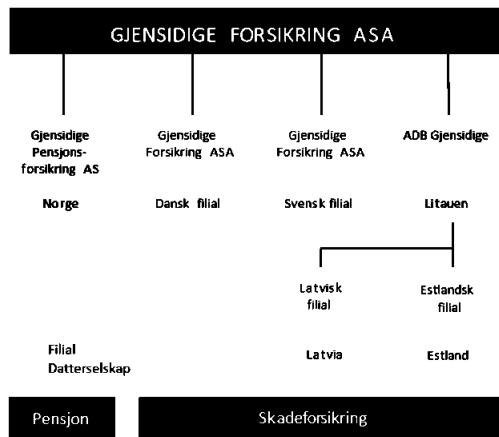 GJENSIDIGE FORSIKRING ASA
Gjensidige
Pensjons-
forsikring AS
Norge
Gjensidige
Forsikring ASA
Dansk filial
Gjensidige
Forsikring ASA
Svensk filial
ADB Gjensidige
Litauen
Latvisk
filial
Latvia
Estlandsk
filial
Estland
Filial
Datterselskap
Pensjon
Skadeforsikring